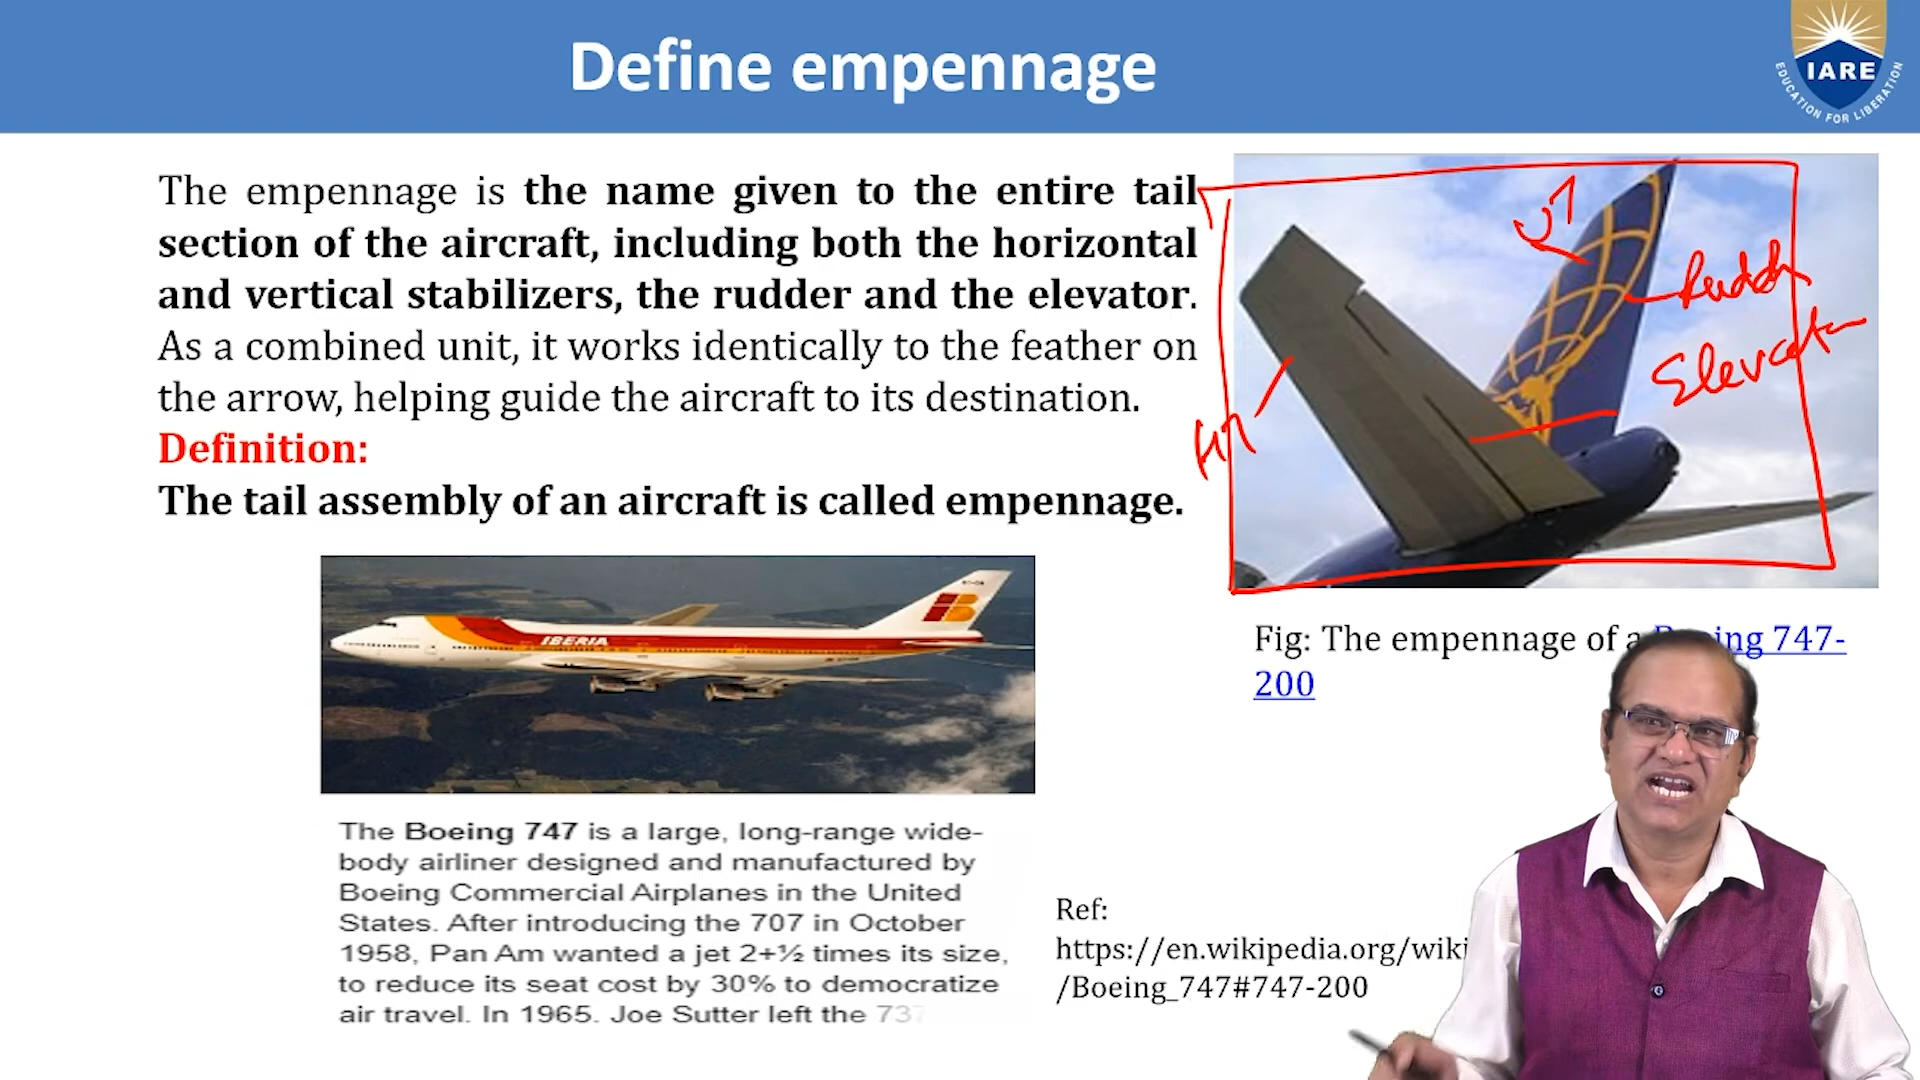 Define empennage
IARE
EDUCATION FOR LIBERATION
The empennage is the name given to the entire tail
section of the aircraft, including both the horizontal
and vertical stabilizers, the rudder and the elevator.
As a combined unit, it works identically to the feather on
the arrow, helping guide the aircraft to its destination.
Definition:
The tail assembly of an aircraft is called empennage.
VT
Rudder
Elevator
HT
IBERIA
Fig: The empennage of a Boeing 747-
200
The Boeing 747 is a large, long-range wide-
body airliner designed and manufactured by
Boeing Commercial Airplanes in the United
States. After introducing the 707 in October
1958, Pan Am wanted a jet 2+½ times its size,
to reduce its seat cost by 30% to democratize
air travel. In 1965. Joe Sutter left the 737
Ref:
https://en.wikipedia.org/wiki
/Boeing_747#747-200